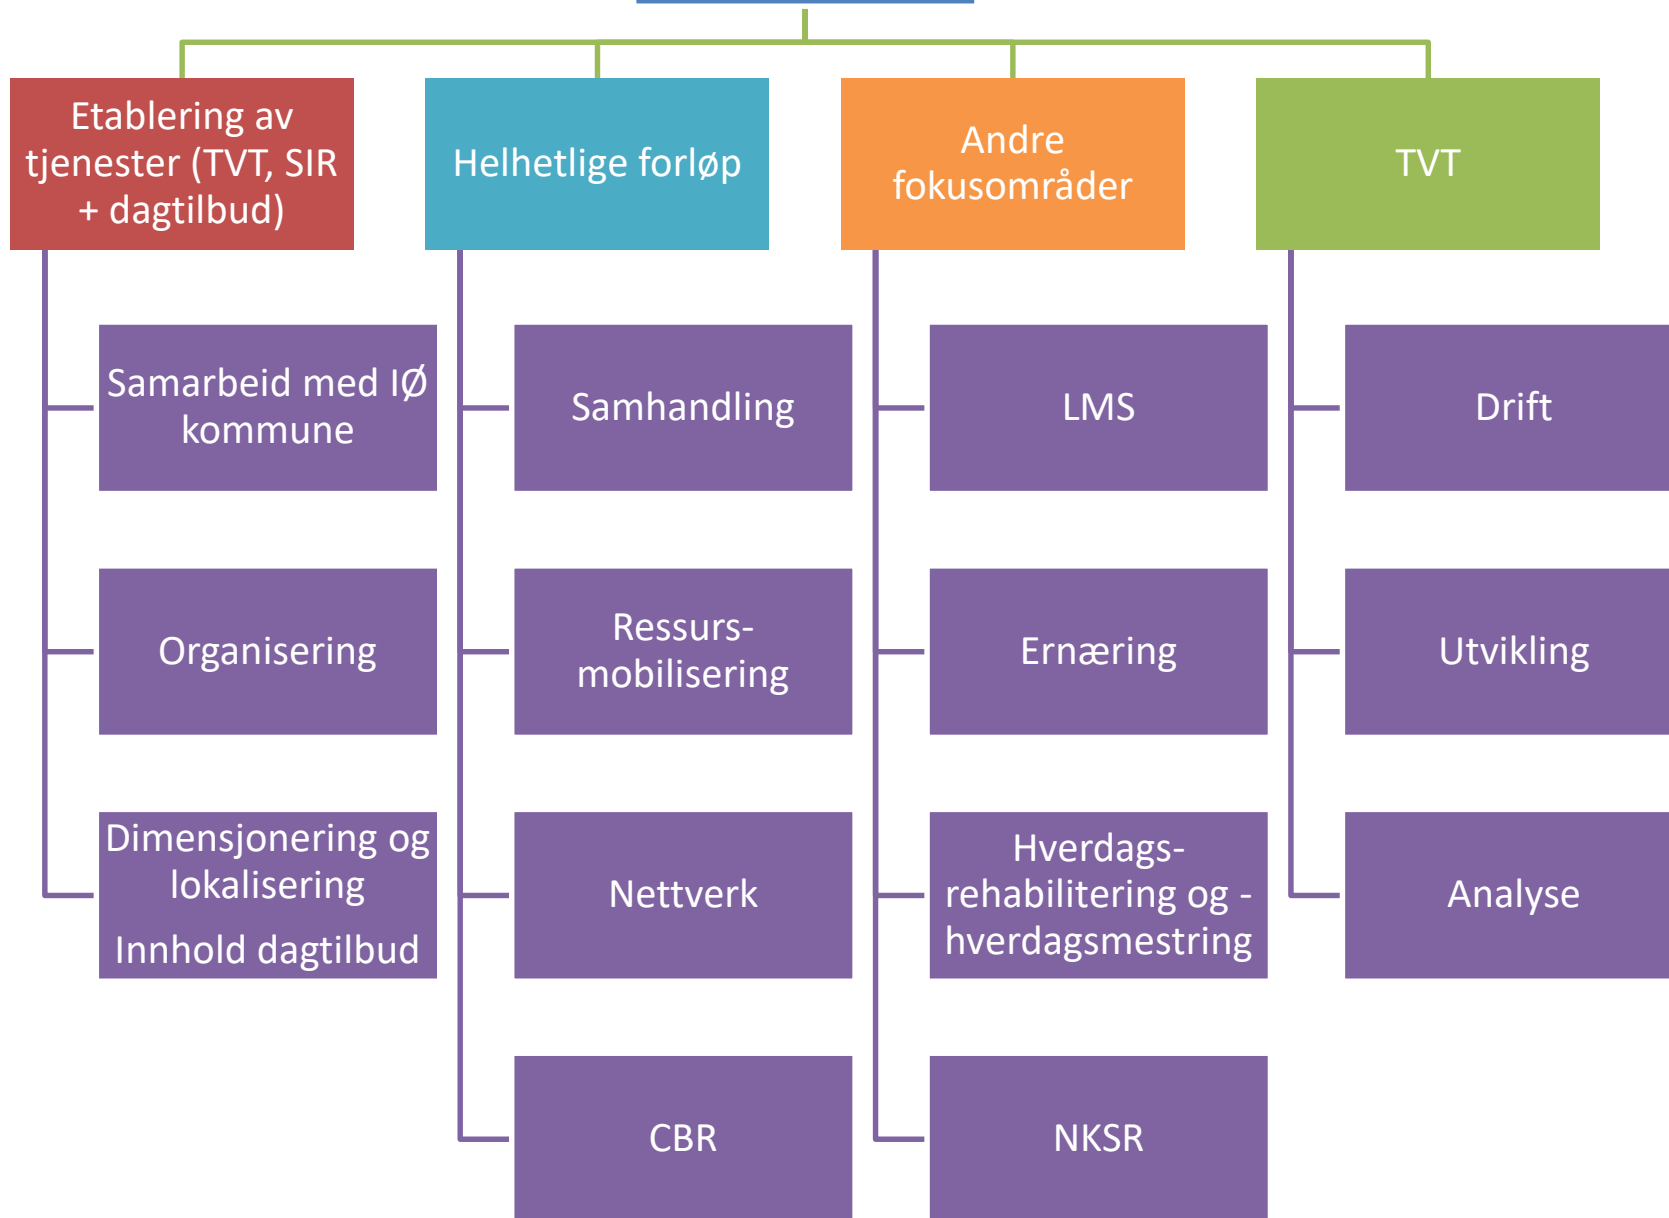 Etablering av
tjenester (TVT, SIR
+ dagtilbud)
Helhetlige forløp
Andre
fokusområder
TVT
Samarbeid med IØ
kommune
Samhandling
LMS
Drift
Organisering
Ressurs-
mobilisering
Ernæring
Utvikling
Dimensjonering og
lokalisering
Innhold dagtilbud
Nettverk
Hverdags-
rehabilitering og -
hverdagsmestring
Analyse
CBR
NKSR